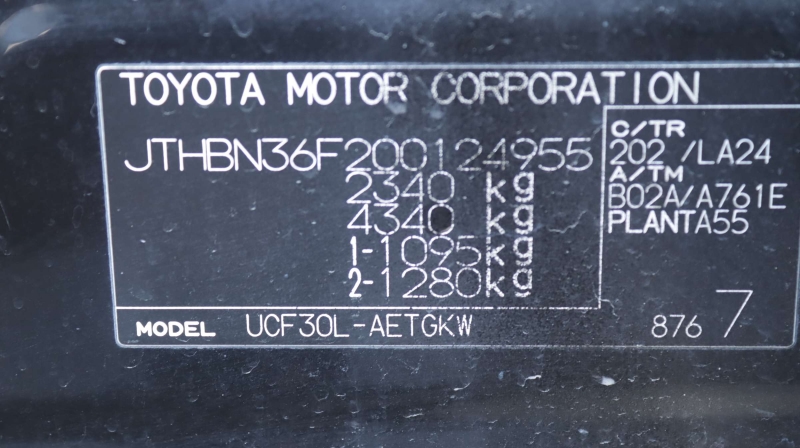 TOYOTA MOTOR CORPORATION
JTHBN36F200124955
2340 kg
4340 kg
1-1095kg
2-1280kg
C/TR
202 /LA24
A/TM
B02A/A761E
PLANTA55
MODEL UCF30L-AETGKW
876 7